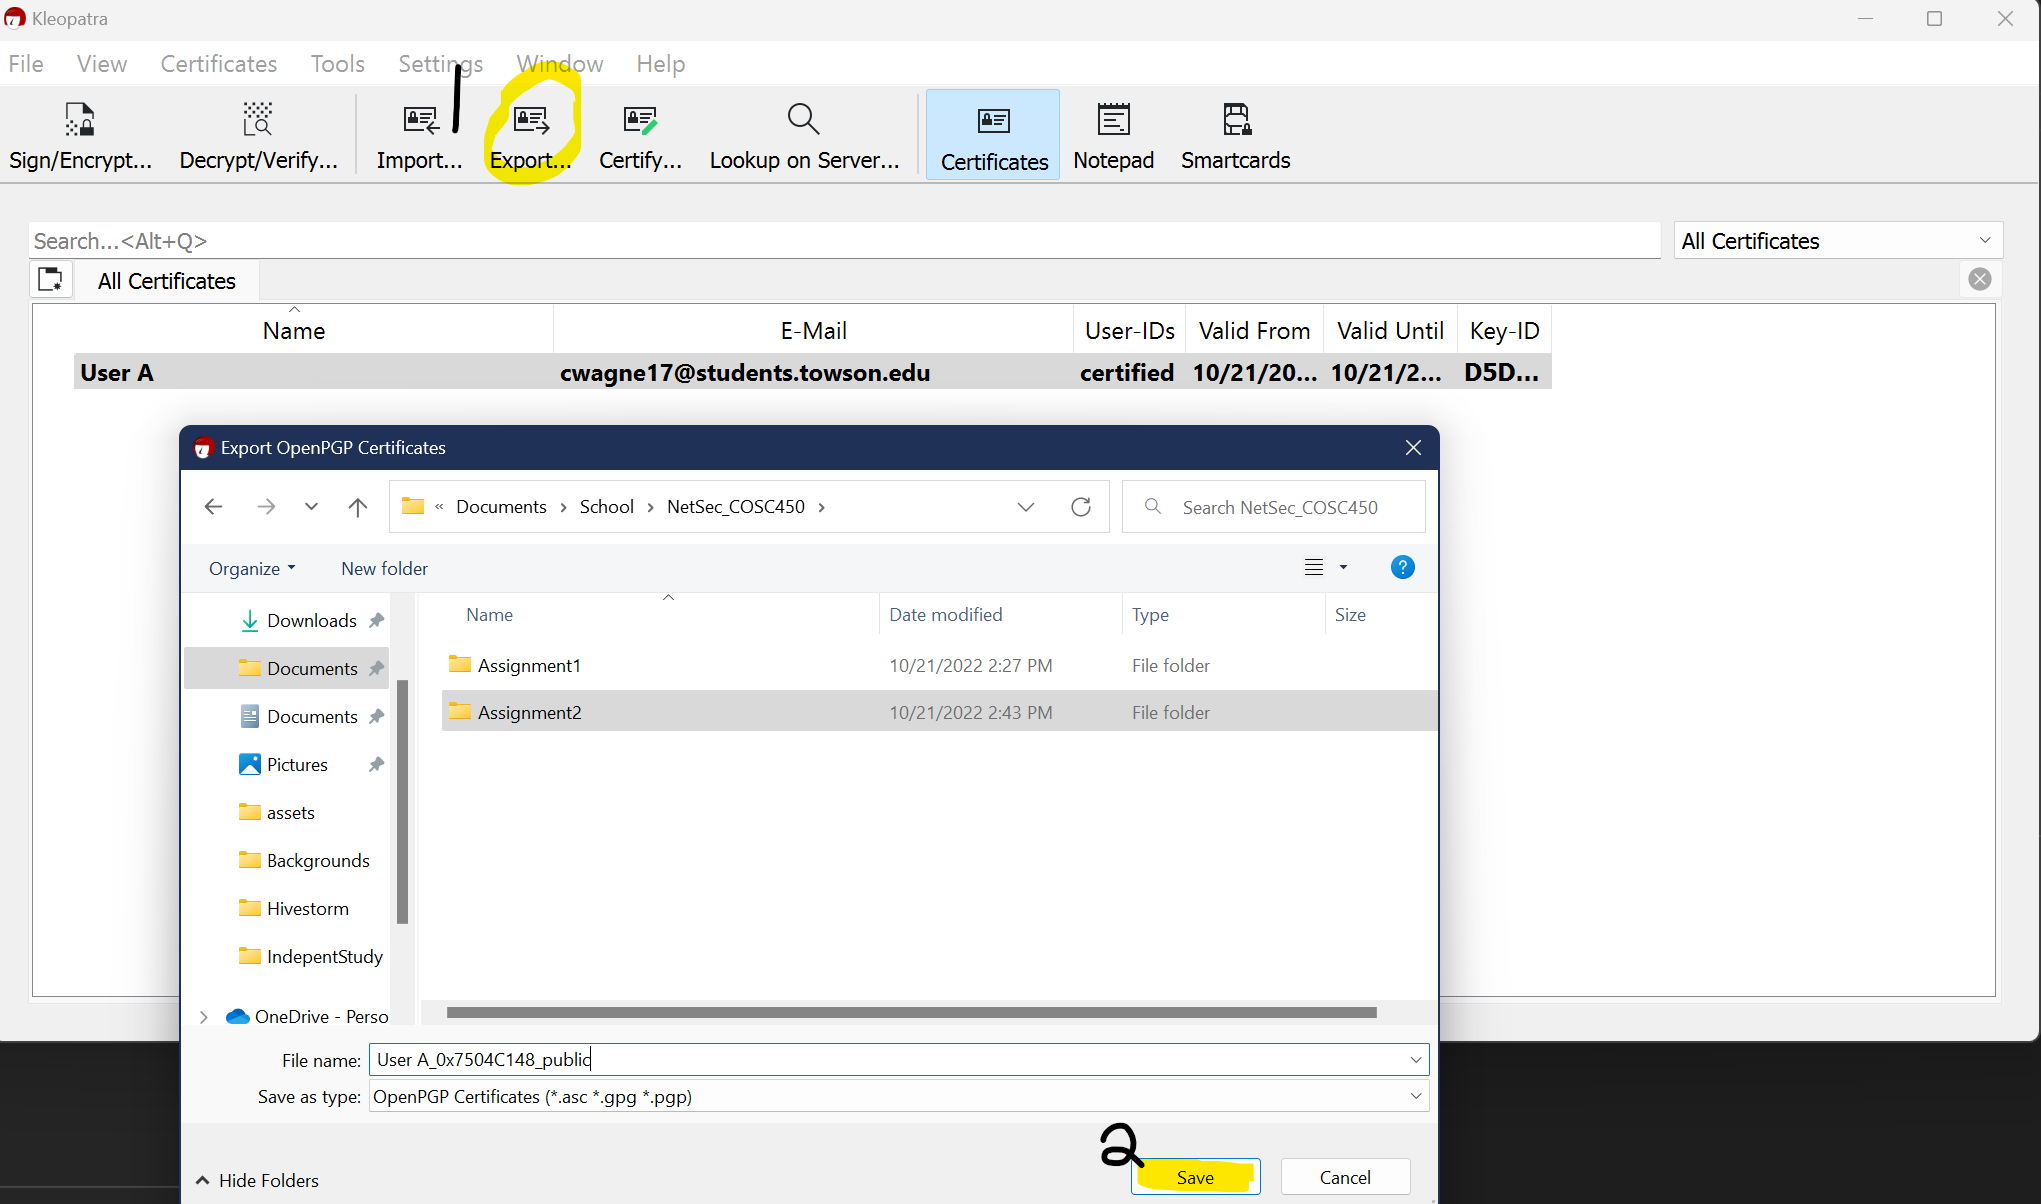 Kleopatra
File View Certificates Tools Settings Window Help
1
Sign/Encrypt... Decrypt/Verify... Import... Export... Certify... Lookup on Server... Certificates Notepad Smartcards
Search...<Alt+Q> All Certificates
All Certificates
Name E-Mail User-IDs Valid From Valid Until Key-ID
User A cwagne17@students.towson.edu certified 10/21/20... 10/21/2... D5D...
Export OpenPGP Certificates
« Documents > School > NetSec_COSC450 > Search NetSec_COSC450
Organize New folder ?
Name Date modified Type Size
Downloads
Documents
Documents
Pictures
assets
Backgrounds
Hivestorm
IndepentStudy
OneDrive - Perso
Assignment1 10/21/2022 2:27 PM File folder
Assignment2 10/21/2022 2:43 PM File folder
File name: User A_0x7504C148_public
Save as type: OpenPGP Certificates (*.asc *.gpg *.pgp)
2
Hide Folders Save Cancel